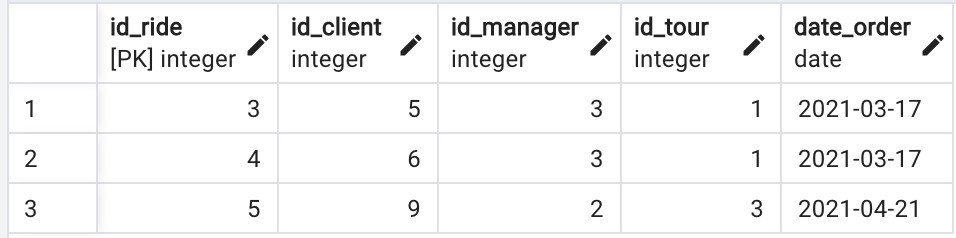 id_ride id_client id_manager id_tour date_order
[PK] integer integer integer integer date
1 3 5 3 1 2021-03-17
2 4 6 3 1 2021-03-17
3 5 9 2 3 2021-04-21